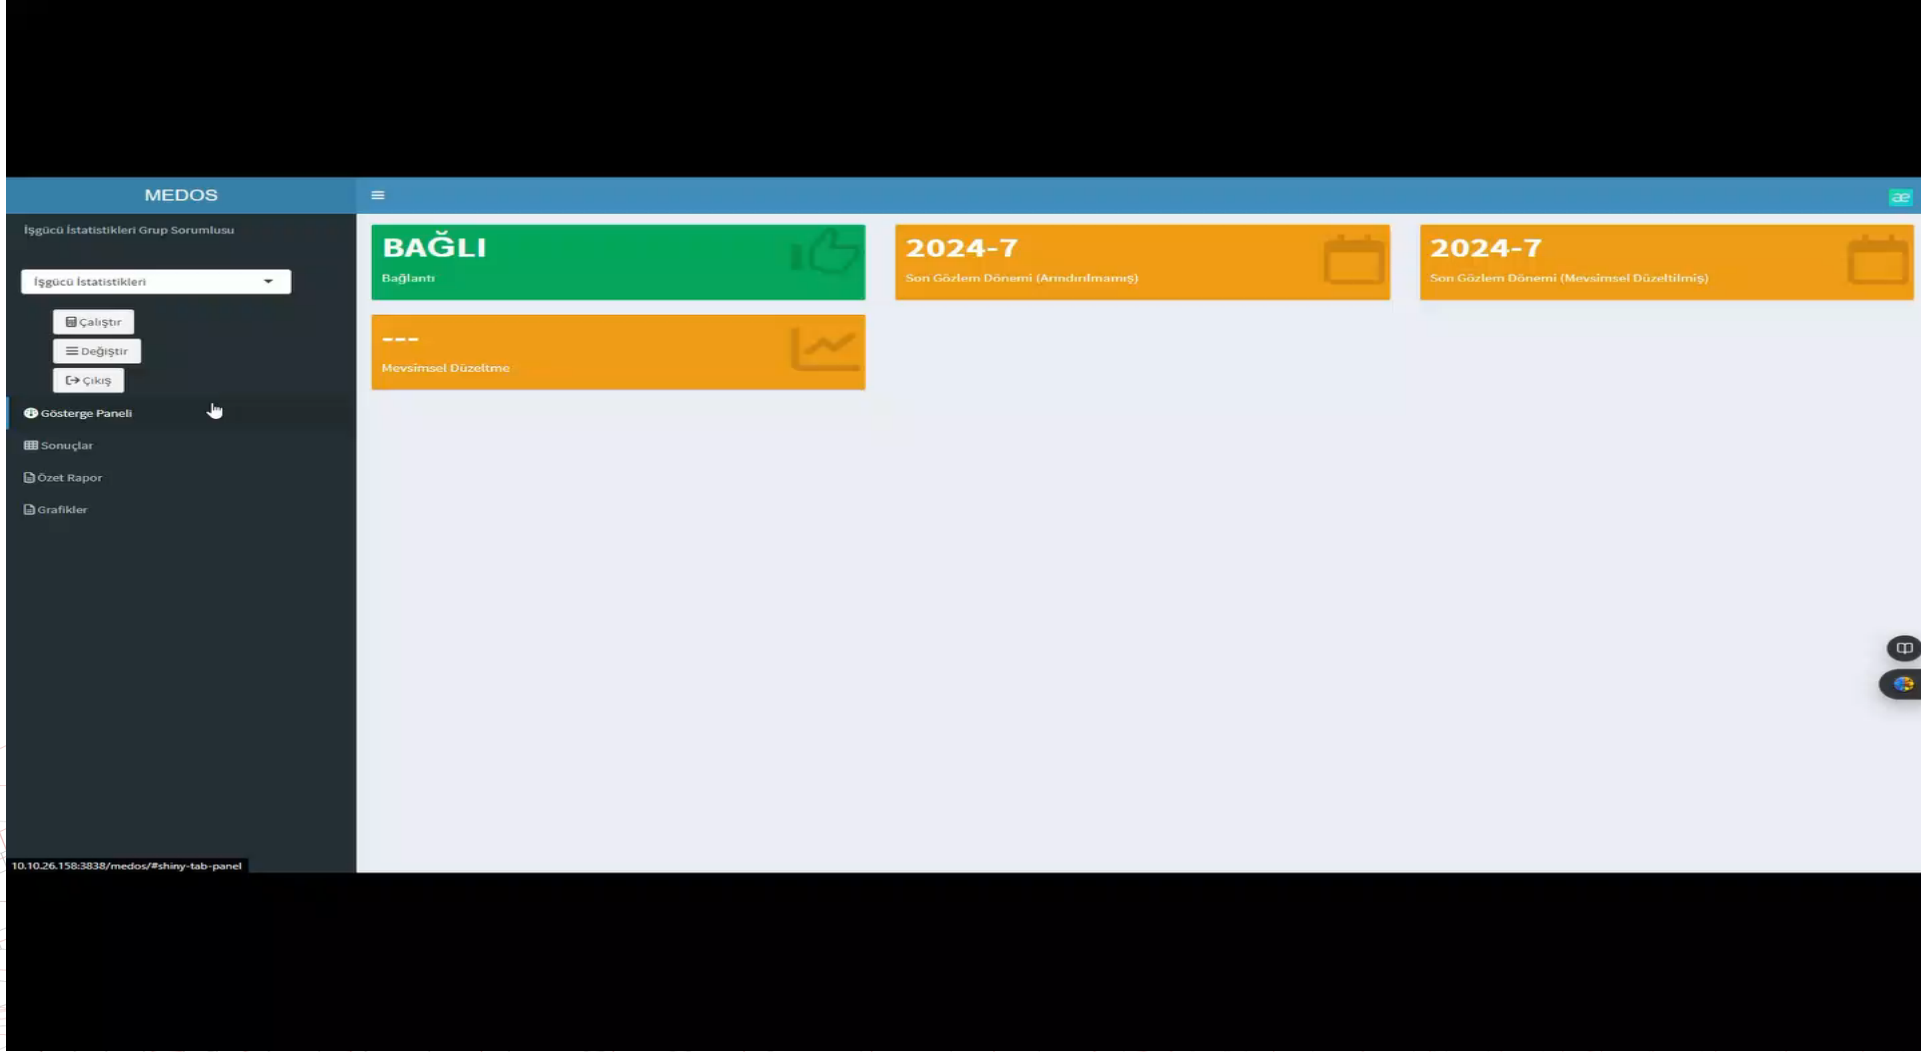 MEDOS
İşgücü İstatistikleri Grup Sorumlusu
İşgücü İstatistikleri
Çalıştır
Değiştir
Çıkış
Gösterge Paneli
Sonuçlar
Özet Rapor
Grafikler
10.10.26.158:3838/medos/#shiny-tab-panel
æ
BAĞLI
Bağlantı
2024-7
Son Gözlem Dönemi (Arındırılmamış)
2024-7
Son Gözlem Dönemi (Mevsimsel Düzeltilmiş)
---
Mevsimsel Düzeltme